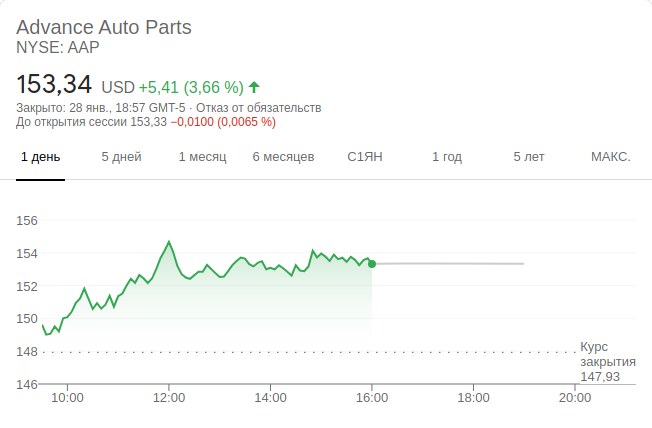 Advance Auto Parts
NYSE: AAP
153,34 USD +5,41 (3,66 %)
Закрыто: 28 янв., 18:57 GMT-5 · Отказ от обязательств
До открытия сессии 153,33 −0,0100 (0,0065 %)
1 день 5 дней 1 месяц 6 месяцев С1ЯН 1 год 5 лет МАКС.
156
154
152
150
148
Курс
закрытия
147,93
146
10:00 12:00 14:00 16:00 18:00 20:00